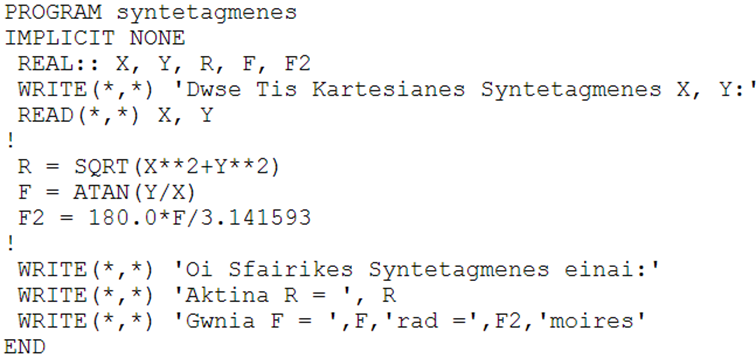 PROGRAM syntetagmenes
IMPLICIT NONE
REAL:: X, Y, R, F, F2
WRITE(*,*) 'Dwse Tis Kartesianes Syntetagmenes X, Y:'
READ(*,*) X, Y
!
R = SQRT(X**2+Y**2)
F = ATAN(Y/X)
F2 = 180.0*F/3.141593
!
WRITE(*,*) 'Oi Sfairikes Syntetagmenes einai:'
WRITE(*,*) 'Aktina R = ', R
WRITE(*,*) 'Gwnia F = ',F,'rad =',F2,'moires'
END